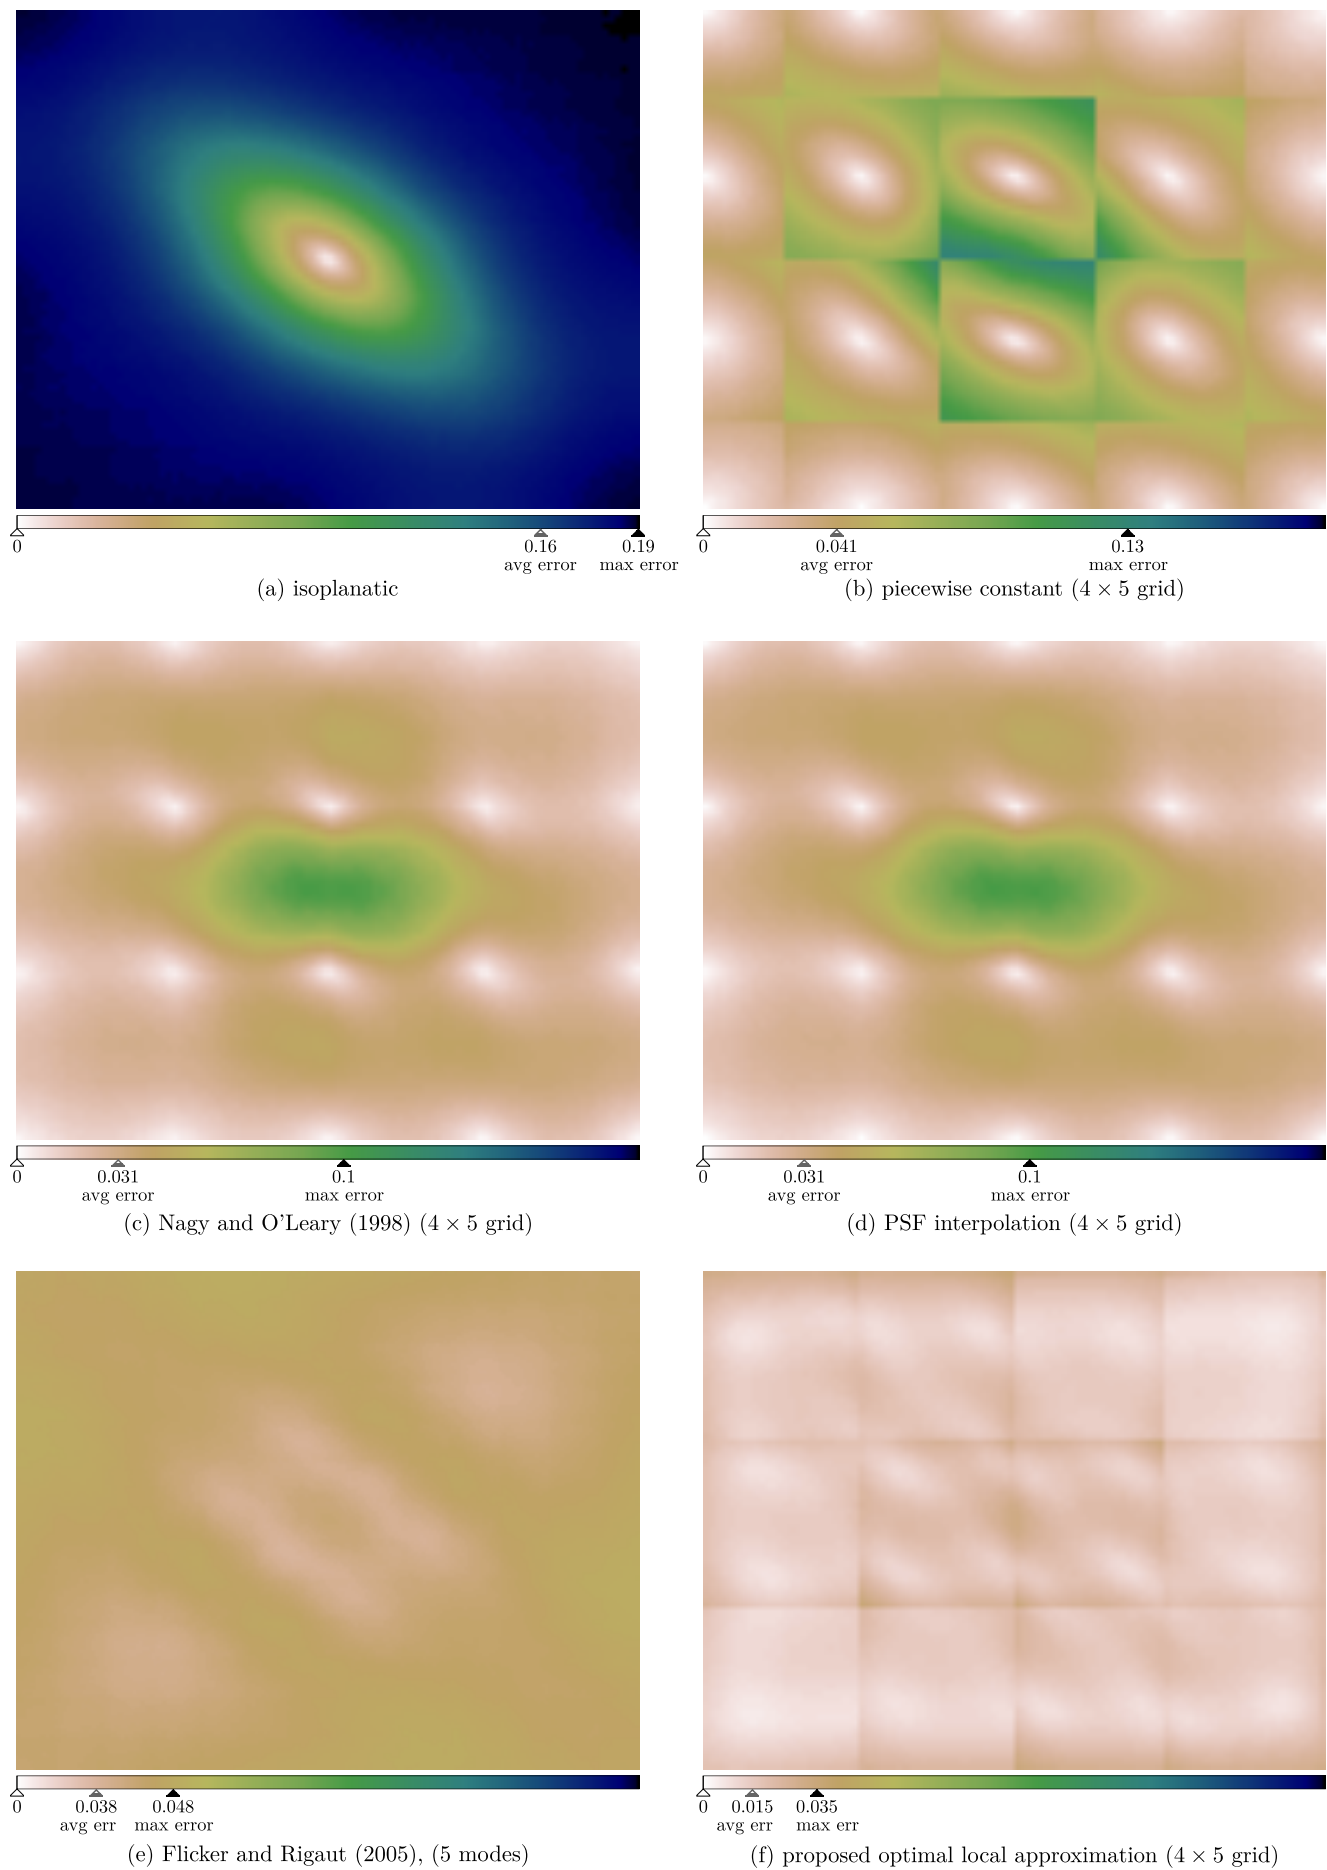 0 0.16 0.19
avg error max error
(a) isoplanatic
0 0.041 0.13
avg error max error
(b) piecewise constant (4 × 5 grid)
0 0.031 0.1
avg error max error
(c) Nagy and O'Leary (1998) (4 × 5 grid)
0 0.031 0.1
avg error max error
(d) PSF interpolation (4 × 5 grid)
0 0.038 0.048
avg err max error
(e) Flicker and Rigaut (2005), (5 modes)
0 0.015 0.035
avg err max err
(f) proposed optimal local approximation (4 × 5 grid)